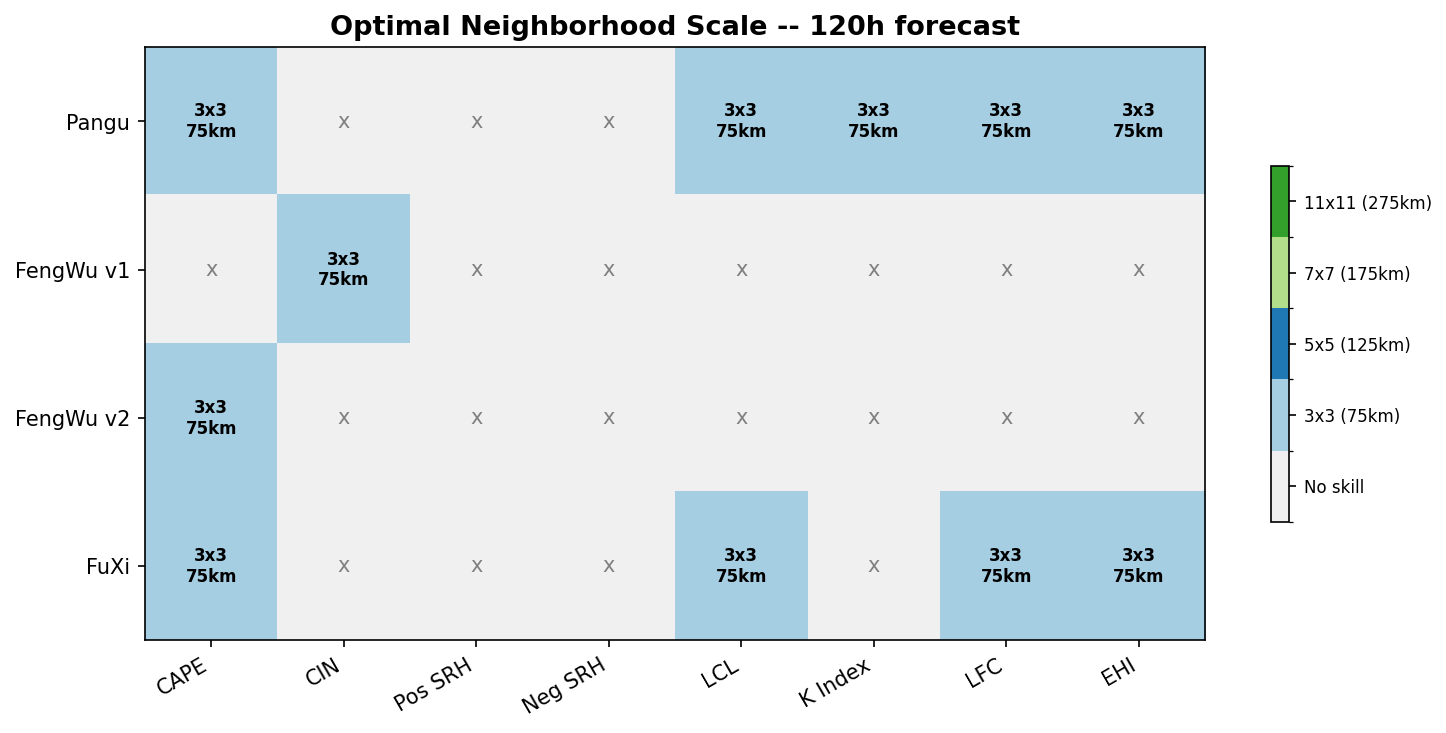 Optimal Neighborhood Scale -- 120h forecast
Pangu
3x3
75km
x
x
x
3x3
75km
3x3
75km
3x3
75km
3x3
75km
FengWu v1
x
3x3
75km
x
x
x
x
x
x
FengWu v2
3x3
75km
x
x
x
x
x
x
x
FuXi
3x3
75km
x
x
x
3x3
75km
x
3x3
75km
3x3
75km
CAPE
CIN
Pos SRH
Neg SRH
LCL
K Index
LFC
EHI
11x11 (275km)
7x7 (175km)
5x5 (125km)
3x3 (75km)
No skill